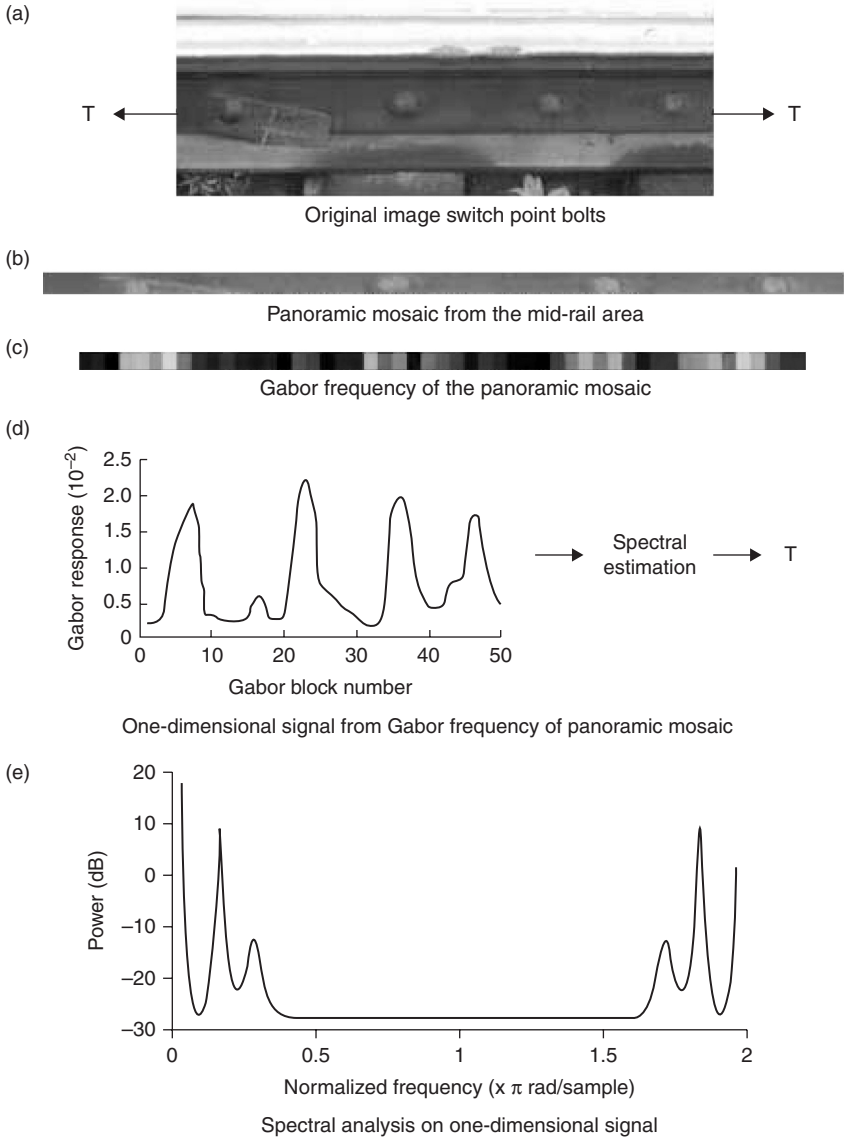 (a)
T
T
Original image switch point bolts
(b)
Panoramic mosaic from the mid-rail area
(c)
Gabor frequency of the panoramic mosaic
(d)
Gabor response (10⁻²)
2.5
2.0
1.5
1.0
0.5
0
0 10 20 30 40 50
Gabor block number
Spectral
estimation
T
One-dimensional signal from Gabor frequency of panoramic mosaic
(e)
Power (dB)
20
10
0
–10
–20
–30
0 0.5 1 1.5 2
Normalized frequency (x π rad/sample)
Spectral analysis on one-dimensional signal